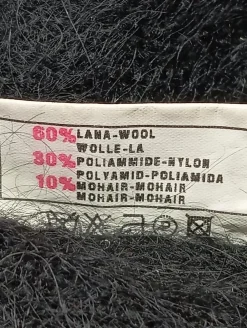 60% LANA-WOOL
WOLLE-LA
30% POLIAMMIDE-NYLON
POLYAMID-POLIAMIDA
10% MOHAIR-MOHAIR
MOHAIR-MOHAIR